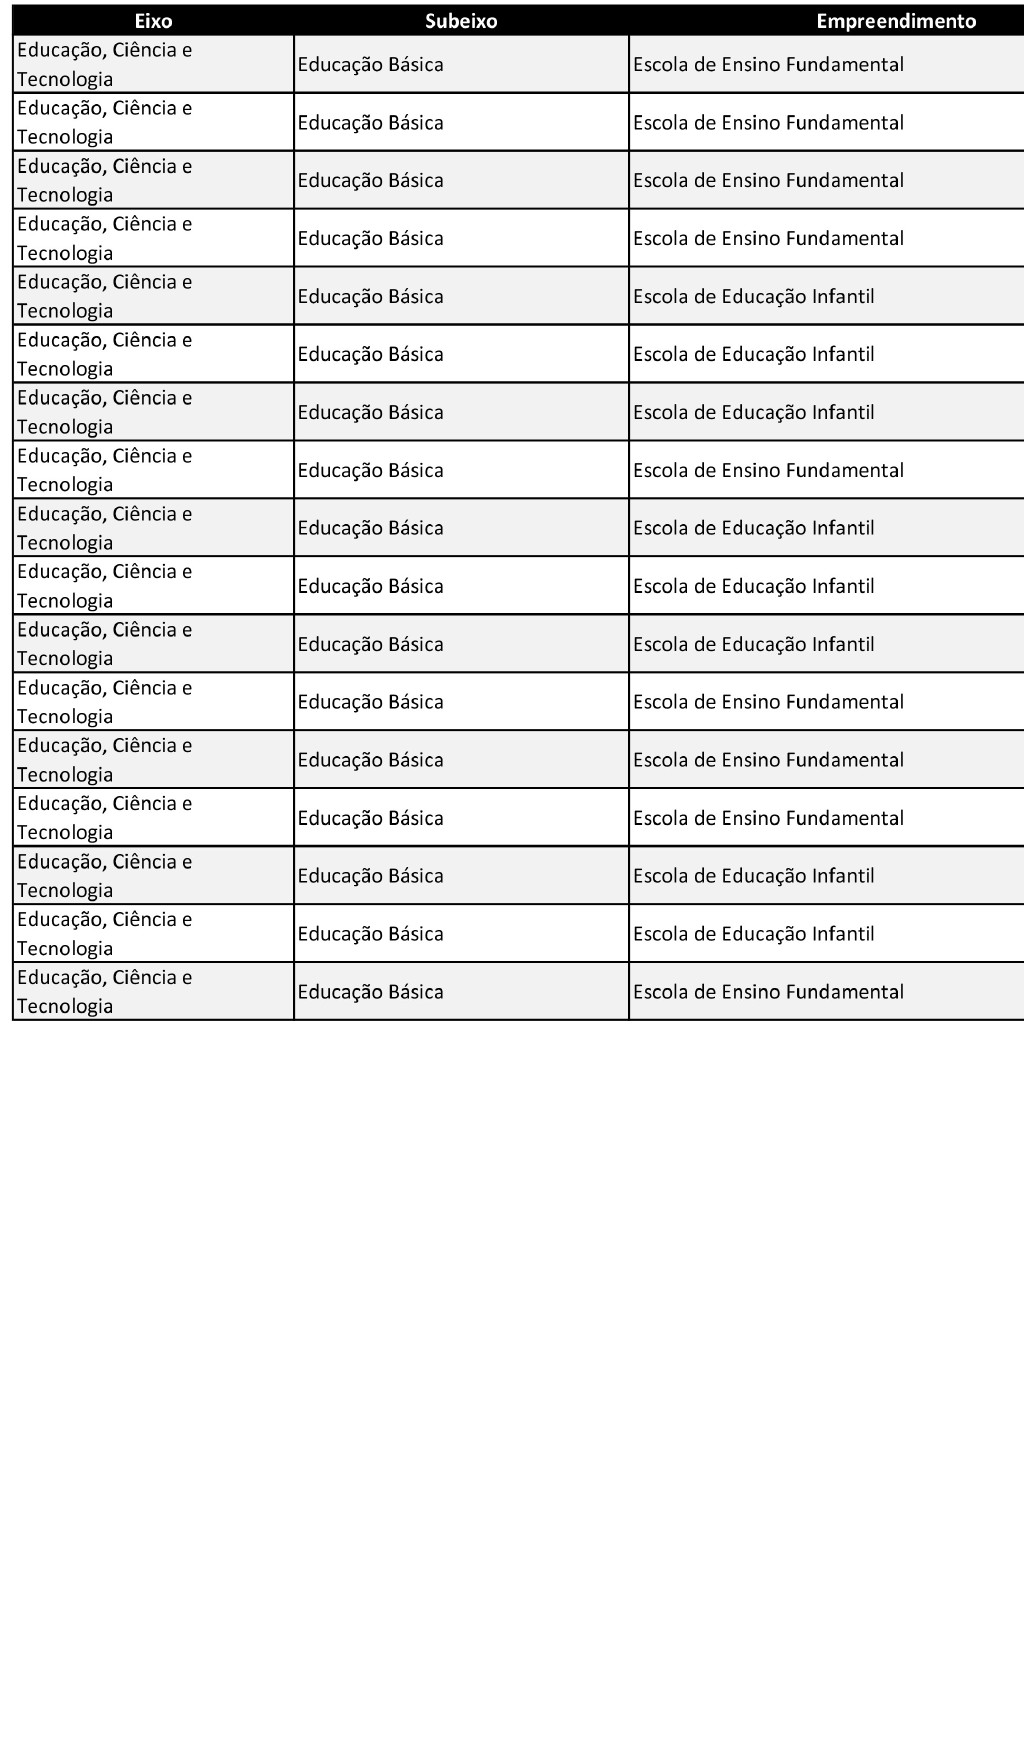 Eixo Subeixo Empreendimento
Educação, Ciência e
Tecnologia
Educação Básica
Escola de Ensino Fundamental
Educação, Ciência e
Tecnologia
Educação Básica
Escola de Ensino Fundamental
Educação, Ciência e
Tecnologia
Educação Básica
Escola de Ensino Fundamental
Educação, Ciência e
Tecnologia
Educação Básica
Escola de Ensino Fundamental
Educação, Ciência e
Tecnologia
Educação Básica
Escola de Educação Infantil
Educação, Ciência e
Tecnologia
Educação Básica
Escola de Educação Infantil
Educação, Ciência e
Tecnologia
Educação Básica
Escola de Educação Infantil
Educação, Ciência e
Tecnologia
Educação Básica
Escola de Ensino Fundamental
Educação, Ciência e
Tecnologia
Educação Básica
Escola de Educação Infantil
Educação, Ciência e
Tecnologia
Educação Básica
Escola de Educação Infantil
Educação, Ciência e
Tecnologia
Educação Básica
Escola de Educação Infantil
Educação, Ciência e
Tecnologia
Educação Básica
Escola de Ensino Fundamental
Educação, Ciência e
Tecnologia
Educação Básica
Escola de Ensino Fundamental
Educação, Ciência e
Tecnologia
Educação Básica
Escola de Ensino Fundamental
Educação, Ciência e
Tecnologia
Educação Básica
Escola de Educação Infantil
Educação, Ciência e
Tecnologia
Educação Básica
Escola de Educação Infantil
Educação, Ciência e
Tecnologia
Educação Básica
Escola de Ensino Fundamental